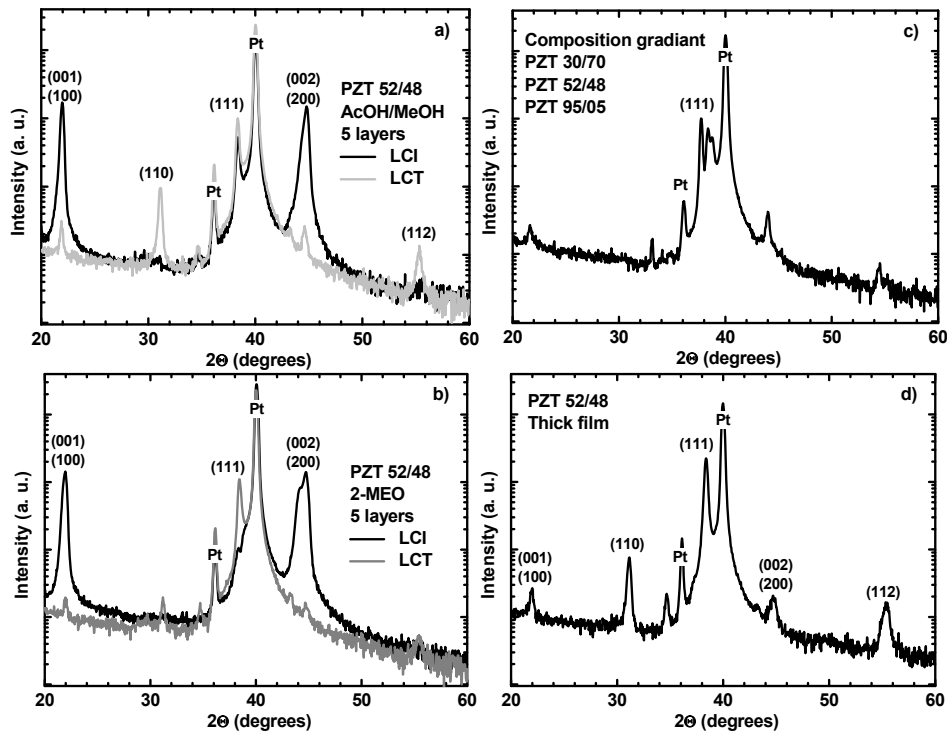 a)
Pt
(001)
(100)
(002)
(200)
PZT 52/48
AcOH/MeOH
5 layers
LCI
LCT
(111)
(110)
Pt
(112)
Intensity (a. u.)
20 30 40 50 60
2Θ (degrees)
c)
Composition gradiant
PZT 30/70
PZT 52/48
PZT 95/05
Pt
(111)
Pt
Intensity (a. u.)
20 30 40 50 60
2Θ (degrees)
b)
Pt
(001)
(100)
(002)
(200)
(111)
PZT 52/48
2-MEO
5 layers
LCI
LCT
Pt
Intensity (a. u.)
20 30 40 50 60
2Θ (degrees)
d)
PZT 52/48
Thick film
Pt
(111)
(110)
Pt
(001)
(100)
(002)
(200)
(112)
Intensity (a. u.)
20 30 40 50 60
2Θ (degrees)